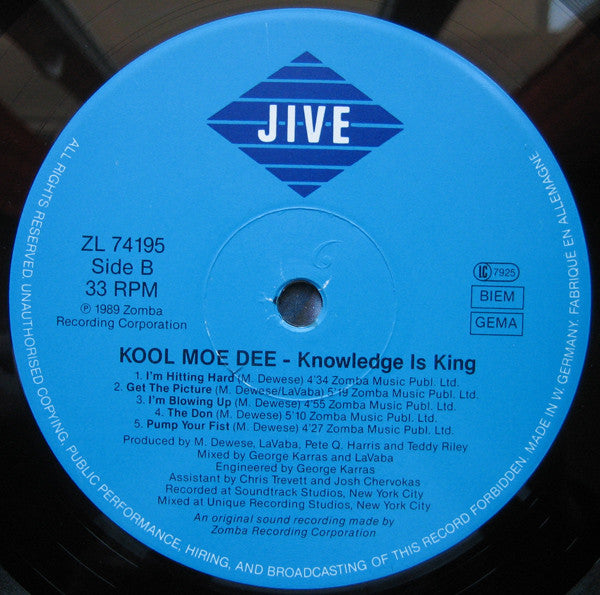 JIVE
ZL 74195
Side B
33 RPM
℗ 1989 Zomba
Recording Corporation
LC 7925
BIEM
GEMA
KOOL MOE DEE - Knowledge Is King
1. I'm Hitting Hard (M. Dewese) 4'34 Zomba Music Publ. Ltd.
2. Get The Picture (M. Dewese/LaVaba) 5'19 Zomba Music Publ. Ltd.
3. I'm Blowing Up (M. Dewese) 4'55 Zomba Music Publ. Ltd.
4. The Don (M. Dewese) 5'10 Zomba Music Publ. Ltd.
5. Pump Your Fist (M. Dewese) 4'27 Zomba Music Publ. Ltd.
Produced by M. Dewese, LaVaba, Pete Q. Harris and Teddy Riley
Mixed by George Karras and LaVaba
Engineered by George Karras
Assistant by Chris Trevett and Josh Chervokas
Recorded at Soundtrack Studios, New York City
Mixed at Unique Recording Studios, New York City
An original sound recording made by
Zomba Recording Corporation
ALL RIGHTS RESERVED. UNAUTHORISED COPYING, PUBLIC PERFORMANCE, HIRING, AND BROADCASTING OF THIS RECORD FORBIDDEN. MADE IN W. GERMANY. FABRIQUE EN ALLEMAGNE.